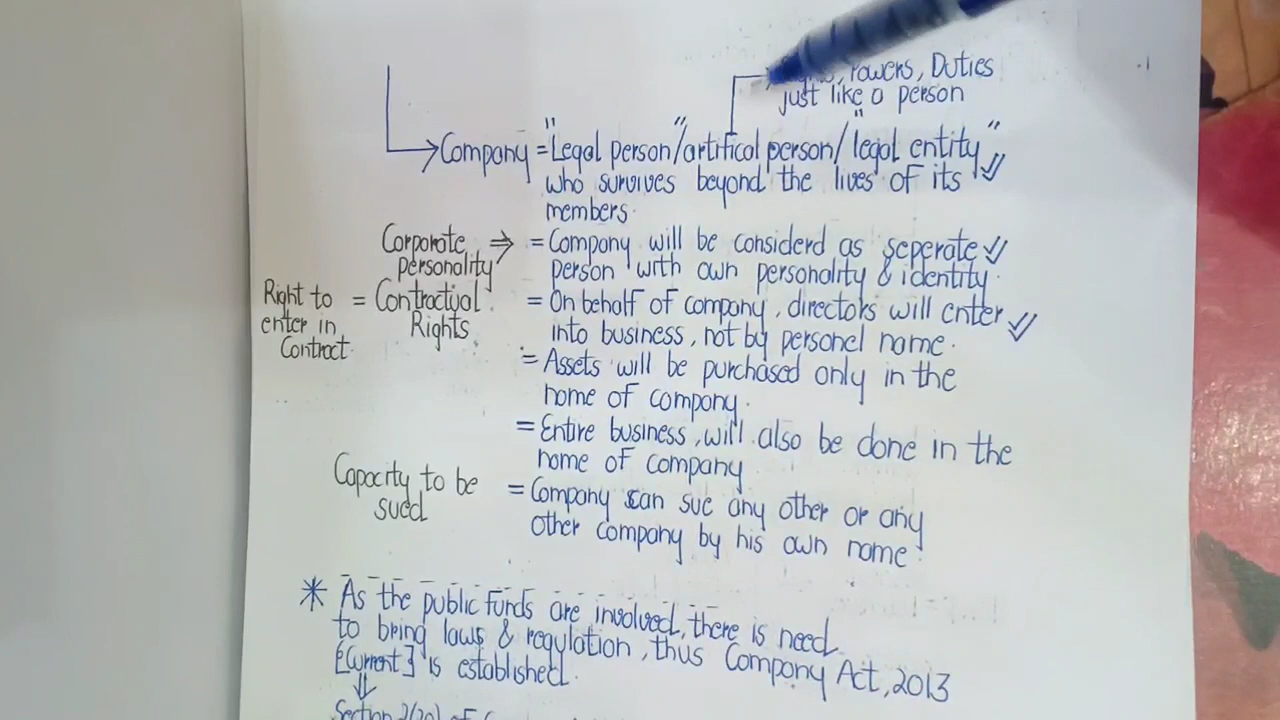 , Powers, Duties
just like a person
Company = "Legal person"/artifical person/"legal entity"
who survives beyond the lives of its
members.
Corporate personality ⇒ = Company will be considerd as seperate
person with own personality & identity.
Right to enter in Contract = Contractual Rights = On behalf of company, directors will enter
into business, not by personel name.
= Assets will be purchased only in the
name of company.
= Entire business, will also be done in the
name of company
Capacity to be sued = Company can sue any other or any
other company by his own name
* As the public funds are involved, there is need
to bring laws & regulation, thus Company Act, 2013
[Current] is established.
Section 2(20) of